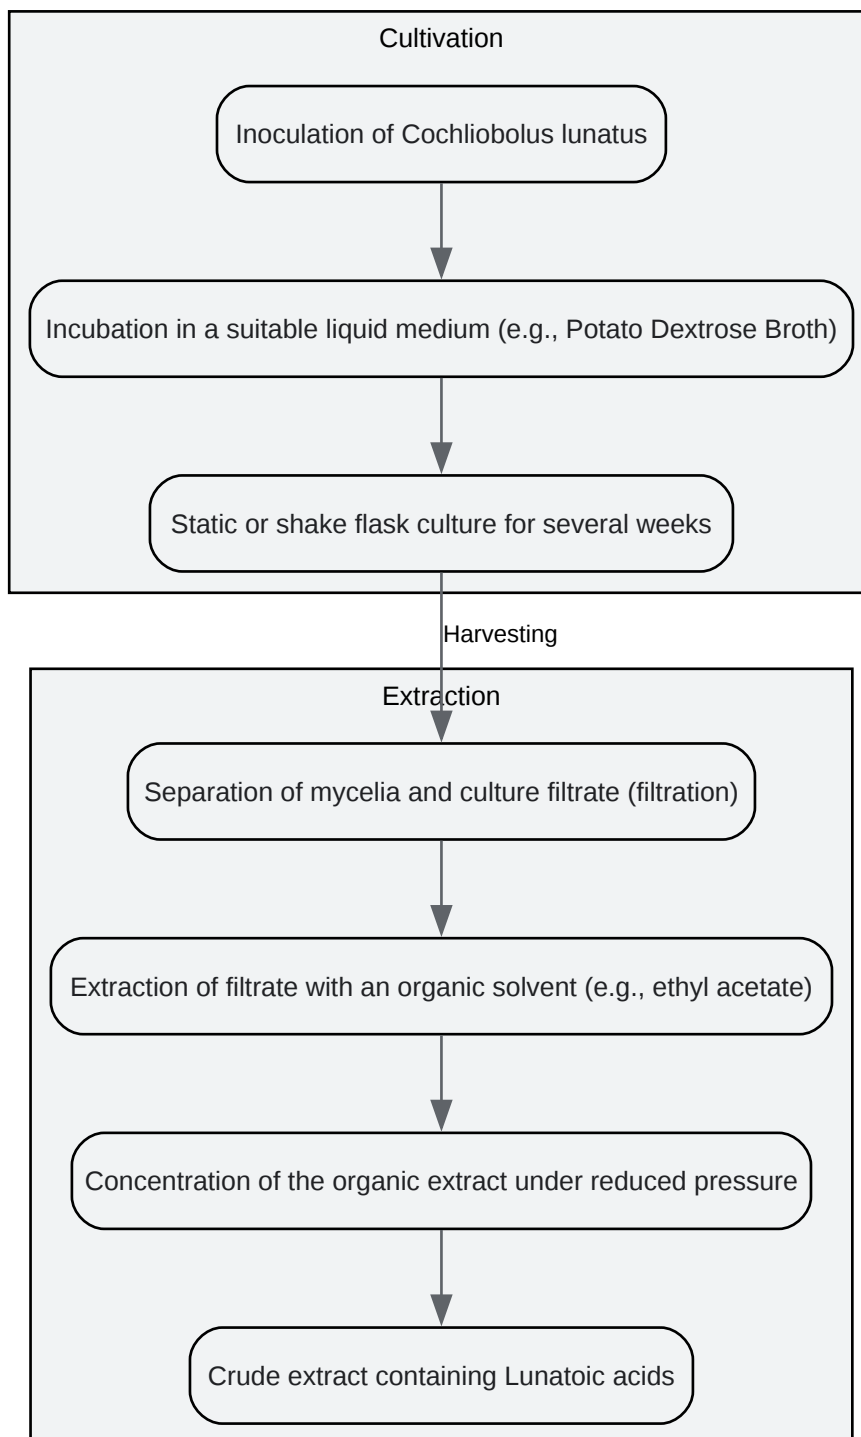 Cultivation
Inoculation of Cochliobolus lunatus
Incubation in a suitable liquid medium (e.g., Potato Dextrose Broth)
Static or shake flask culture for several weeks
Harvesting
Extraction
Separation of mycelia and culture filtrate (filtration)
Extraction of filtrate with an organic solvent (e.g., ethyl acetate)
Concentration of the organic extract under reduced pressure
Crude extract containing Lunatoic acids